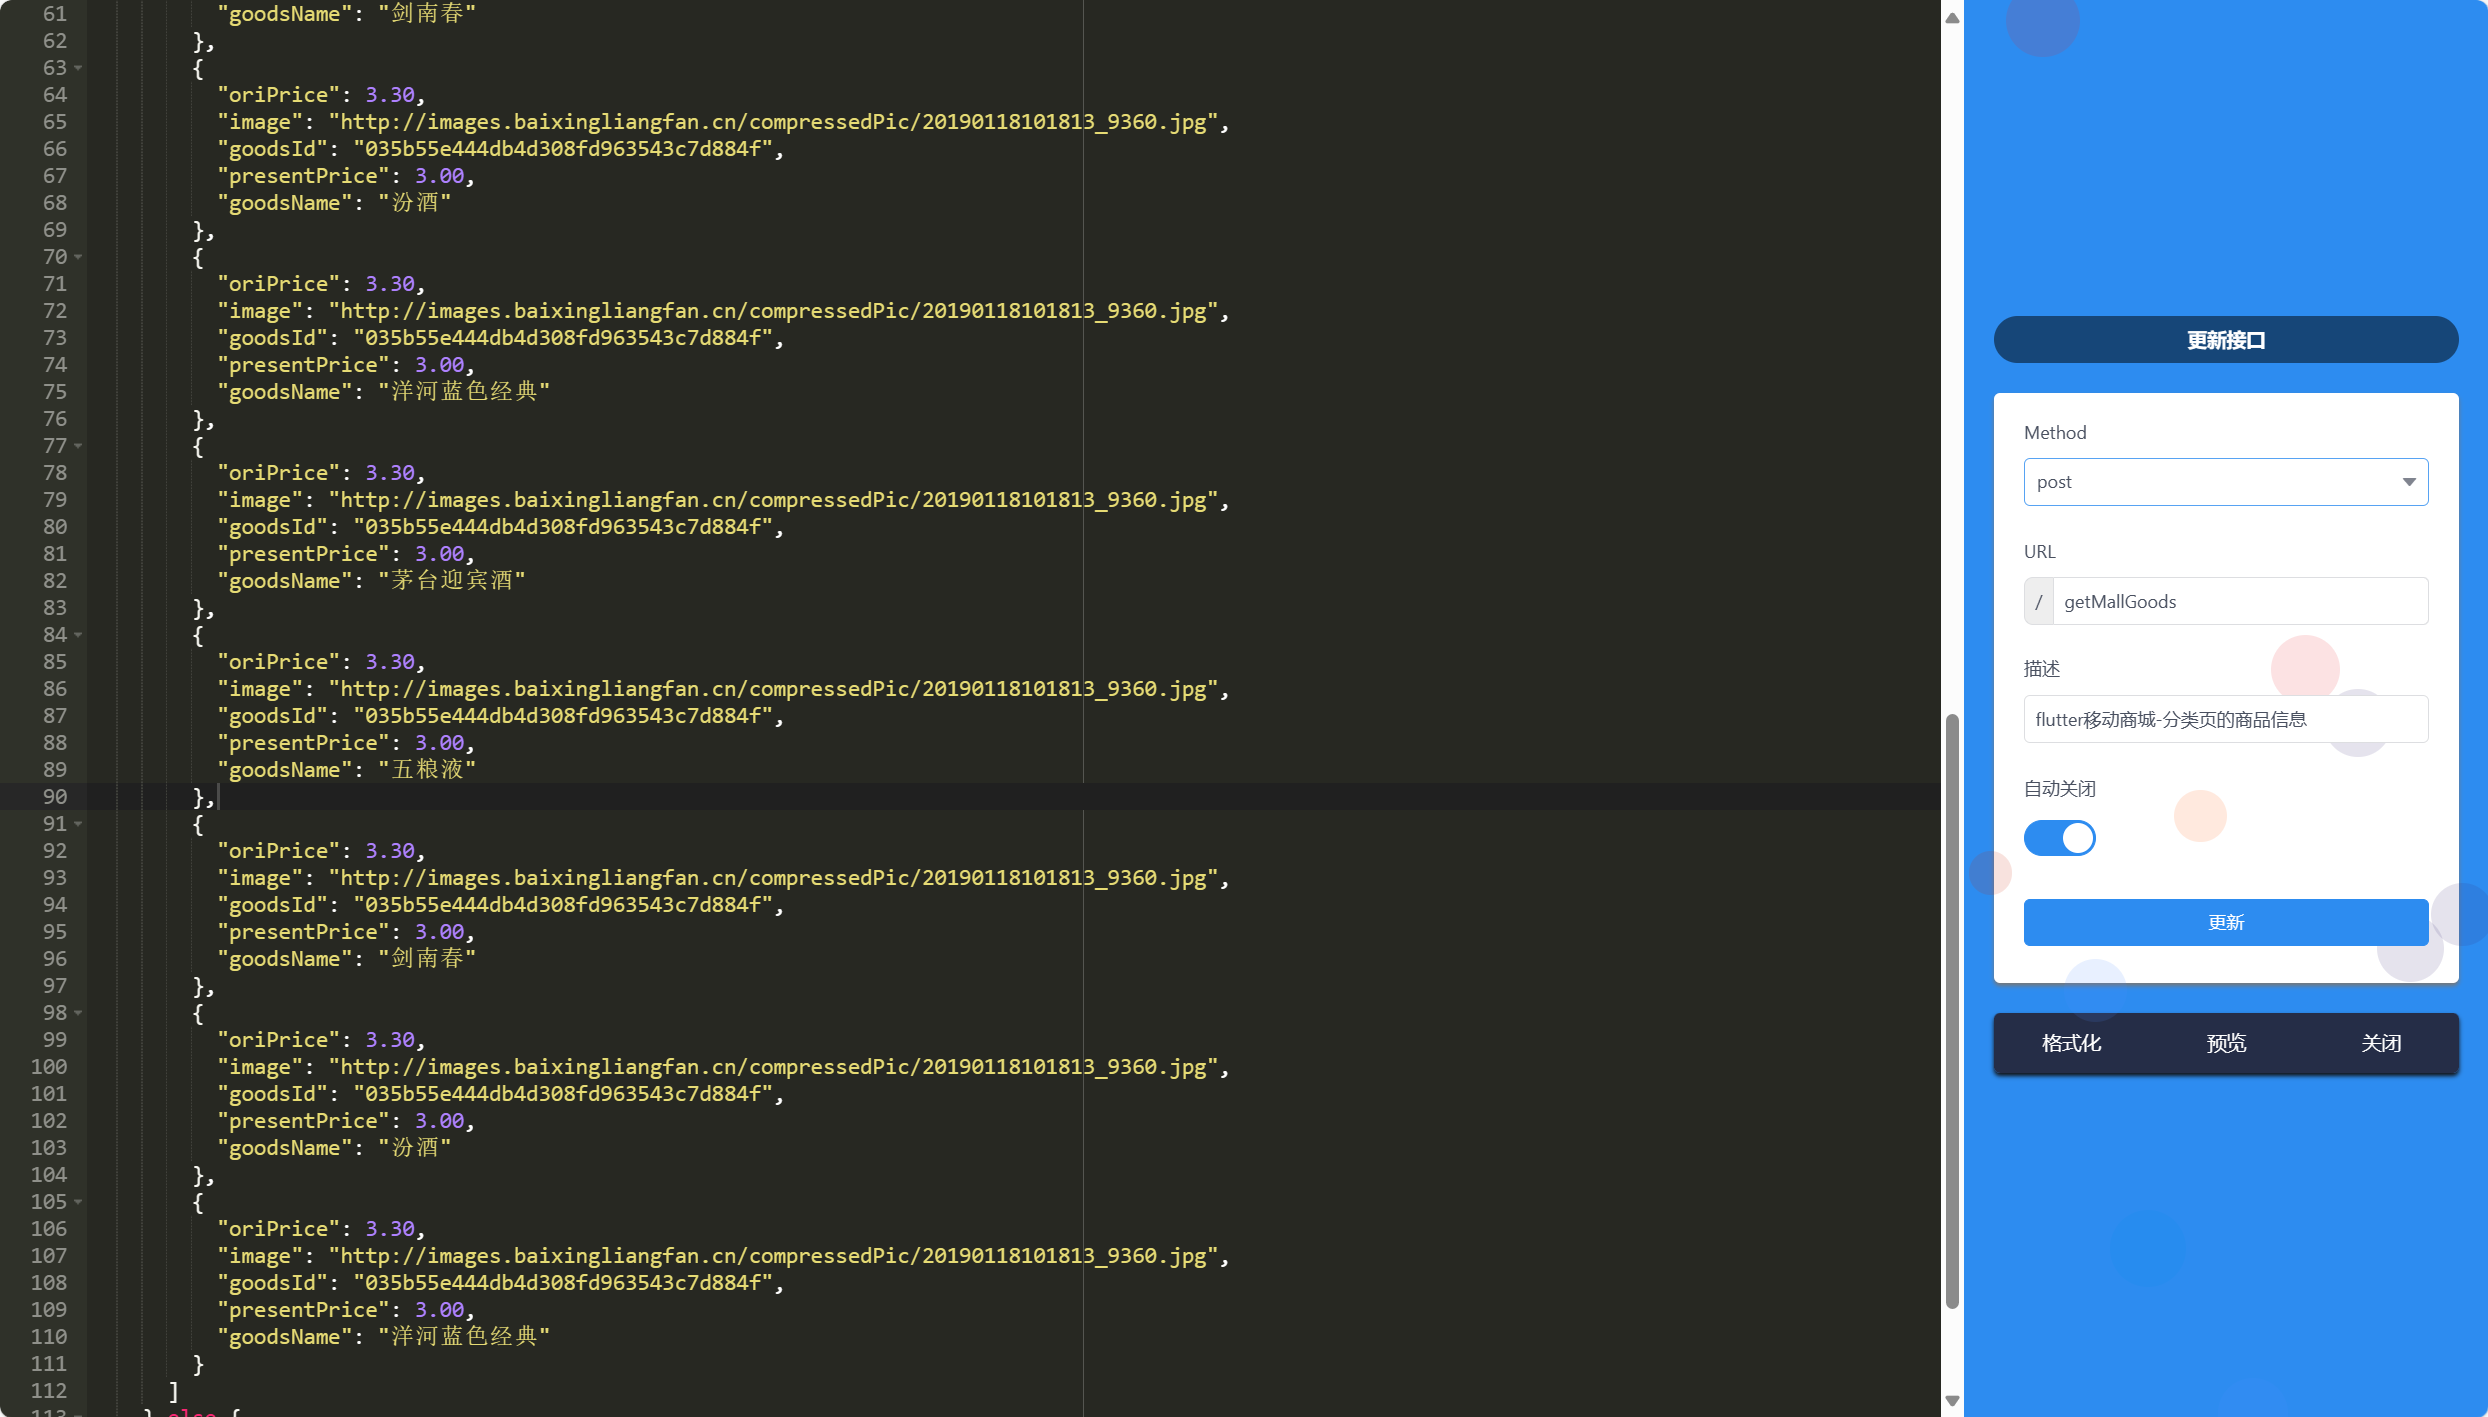 61 "goodsName": "剑南春"
62 },
63 {
64 "oriPrice": 3.30,
65 "image": "http://images.baixingliangfan.cn/compressedPic/20190118101813_9360.jpg",
66 "goodsId": "035b55e444db4d308fd963543c7d884f",
67 "presentPrice": 3.00,
68 "goodsName": "汾酒"
69 },
70 {
71 "oriPrice": 3.30,
72 "image": "http://images.baixingliangfan.cn/compressedPic/20190118101813_9360.jpg",
73 "goodsId": "035b55e444db4d308fd963543c7d884f",
74 "presentPrice": 3.00,
75 "goodsName": "洋河蓝色经典"
76 },
77 {
78 "oriPrice": 3.30,
79 "image": "http://images.baixingliangfan.cn/compressedPic/20190118101813_9360.jpg",
80 "goodsId": "035b55e444db4d308fd963543c7d884f",
81 "presentPrice": 3.00,
82 "goodsName": "茅台迎宾酒"
83 },
84 {
85 "oriPrice": 3.30,
86 "image": "http://images.baixingliangfan.cn/compressedPic/20190118101813_9360.jpg",
87 "goodsId": "035b55e444db4d308fd963543c7d884f",
88 "presentPrice": 3.00,
89 "goodsName": "五粮液"
90 },
91 {
92 "oriPrice": 3.30,
93 "image": "http://images.baixingliangfan.cn/compressedPic/20190118101813_9360.jpg",
94 "goodsId": "035b55e444db4d308fd963543c7d884f",
95 "presentPrice": 3.00,
96 "goodsName": "剑南春"
97 },
98 {
99 "oriPrice": 3.30,
100 "image": "http://images.baixingliangfan.cn/compressedPic/20190118101813_9360.jpg",
101 "goodsId": "035b55e444db4d308fd963543c7d884f",
102 "presentPrice": 3.00,
103 "goodsName": "汾酒"
104 },
105 {
106 "oriPrice": 3.30,
107 "image": "http://images.baixingliangfan.cn/compressedPic/20190118101813_9360.jpg",
108 "goodsId": "035b55e444db4d308fd963543c7d884f",
109 "presentPrice": 3.00,
110 "goodsName": "洋河蓝色经典"
111 }
112 ]
113 } else {
更新接口
Method
post
URL
/ getMallGoods
描述
flutter移动商城-分类页的商品信息
自动关闭
更新
格式化 预览 关闭